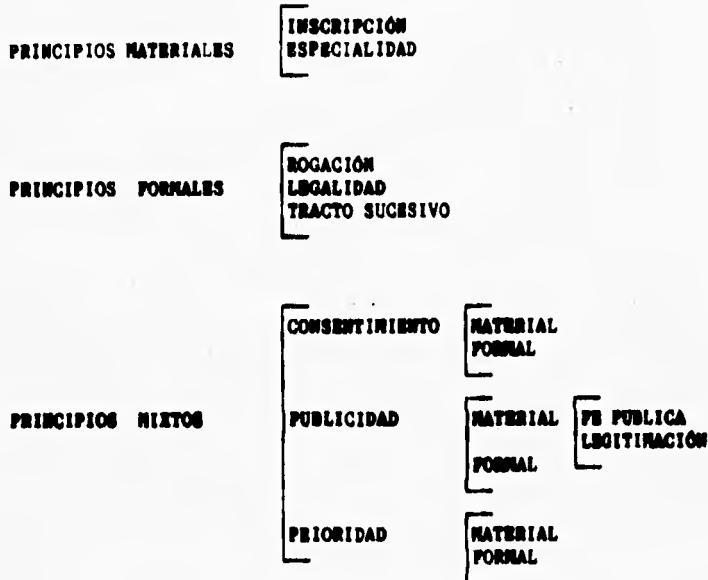 INSCRIPCIÓN
PRINCIPIOS MATERIALES ESPECIALIDAD
ROGACIÓN
PRINCIPIOS FORMALES LEGALIDAD
TRACTO SUCESIVO
CONSENTIMIENTO MATERIAL
FORMAL
PRINCIPIOS MIXTOS PUBLICIDAD MATERIAL FE PUBLICA
LEGITIMACIÓN
FORMAL
PRIORIDAD MATERIAL
FORMAL